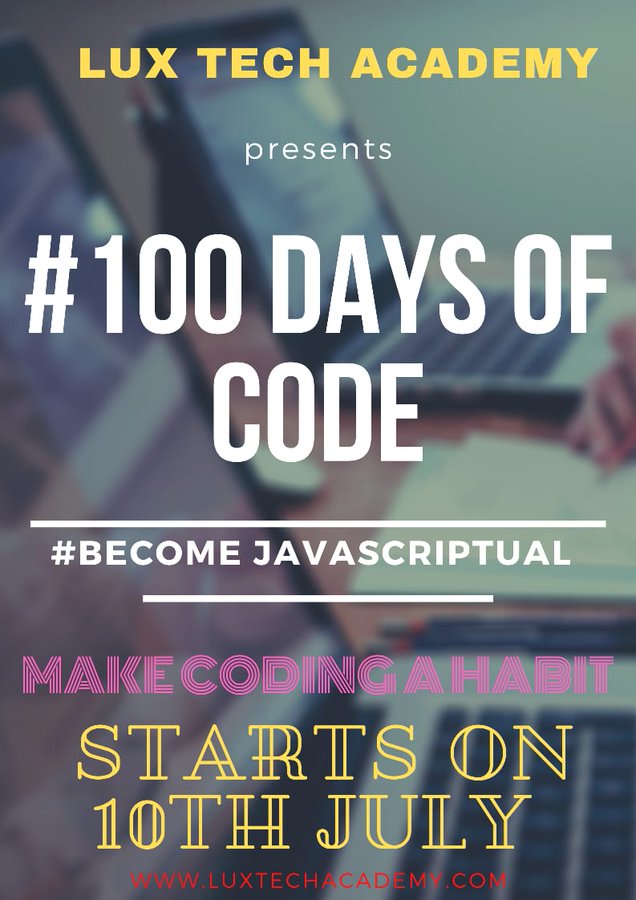 LUX TECH ACADEMY
presents
#100 DAYS OF
CODE
#BECOME JAVASCRIPTUAL
MAKE CODING A HABIT
STARTS ON
10TH JULY
WWW.LUXTECHACADEMY.COM